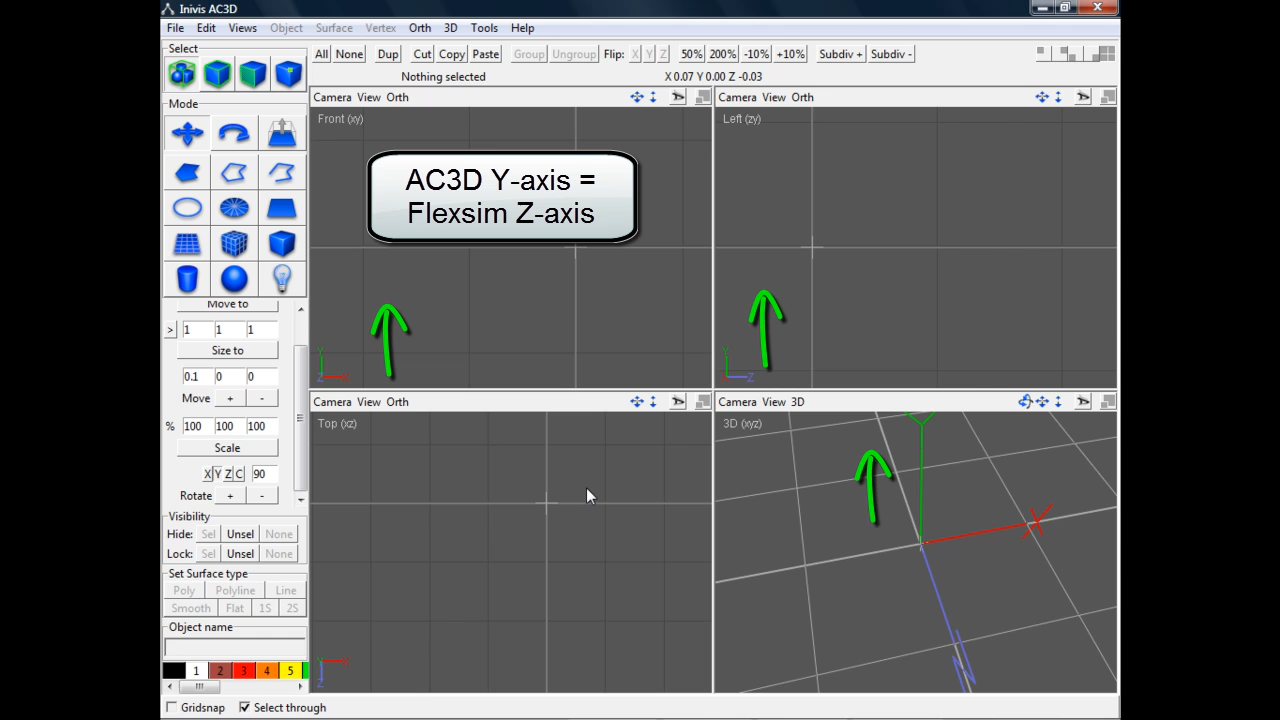 Inivis AC3D
File Edit Views Object Surface Vertex Orth 3D Tools Help
Select
All None Dup Cut Copy Paste Group Ungroup Flip: X Y Z 50% 200% -10% +10% Subdiv + Subdiv -
Nothing selected X 0.07 Y 0.00 Z -0.03
Mode
Camera View Orth
Front (xy)
AC3D Y-axis =
Flexsim Z-axis
Y
Z X
Camera View Orth
Left (zy)
Y
X Z
Move to
> 1 1 1
Size to
0.1 0 0
Move + -
% 100 100 100
Scale
X Y Z C 90
Rotate + -
Visibility
Hide: Sel Unsel None
Lock: Sel Unsel None
Set Surface type
Poly Polyline Line
Smooth Flat 1S 2S
Object name
1 2 3 4 5
Gridsnap Select through
Camera View Orth
Top (xz)
X
Z
Camera View 3D
3D (xyz)
Y
X
Z